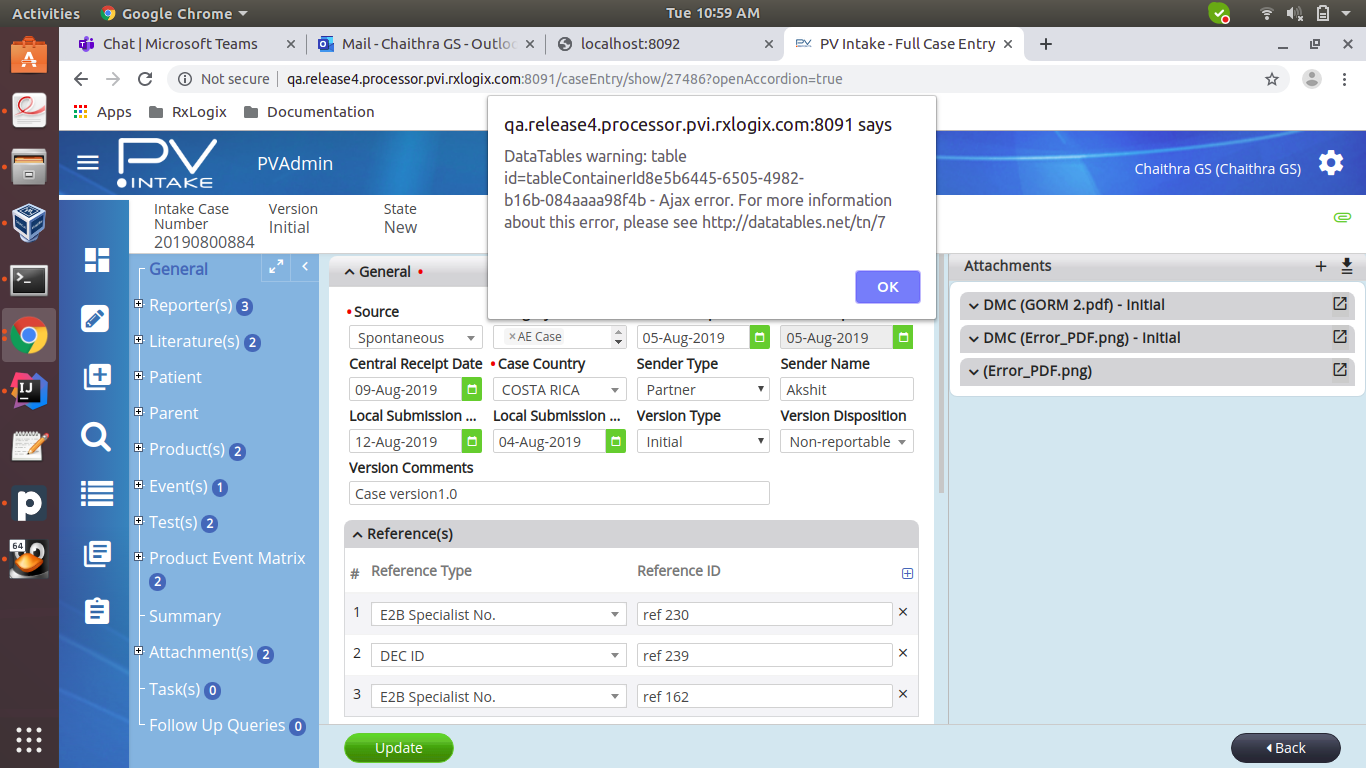 Activities
Google Chrome
Tue 10:59 AM
Chat | Microsoft Teams
Mail - Chaithra GS - Outloo
localhost:8092
PV Intake - Full Case Entry
Not secure
qa.release4.processor.pvi.rxlogix.com:8091/caseEntry/show/27486?openAccordion=true
Apps
RxLogix
Documentation
qa.release4.processor.pvi.rxlogix.com:8091 says
DataTables warning: table
id=tableContainerId8e5b6445-6505-4982-
b16b-084aaaa98f4b - Ajax error. For more information
about this error, please see http://datatables.net/tn/7
OK
PV
INTAKE
PVAdmin
Chaithra GS (Chaithra GS)
Intake Case
Number
20190800884
Version
Initial
State
New
General
Reporter(s) 3
Literature(s) 2
Patient
Parent
Product(s) 2
Event(s) 1
Test(s) 2
Product Event Matrix
2
Summary
Attachment(s) 2
Task(s) 0
Follow Up Queries 0
General •
•Source
Spontaneous
×AE Case
05-Aug-2019
05-Aug-2019
Central Receipt Date
•Case Country
Sender Type
Sender Name
09-Aug-2019
COSTA RICA
Partner
Akshit
Local Submission ...
Local Submission ...
Version Type
Version Disposition
12-Aug-2019
04-Aug-2019
Initial
Non-reportable
Version Comments
Case version1.0
Reference(s)
# Reference Type Reference ID
1 E2B Specialist No. ref 230 ×
2 DEC ID ref 239 ×
3 E2B Specialist No. ref 162 ×
Attachments
DMC (GORM 2.pdf) - Initial
DMC (Error_PDF.png) - Initial
(Error_PDF.png)
Update
Back
64